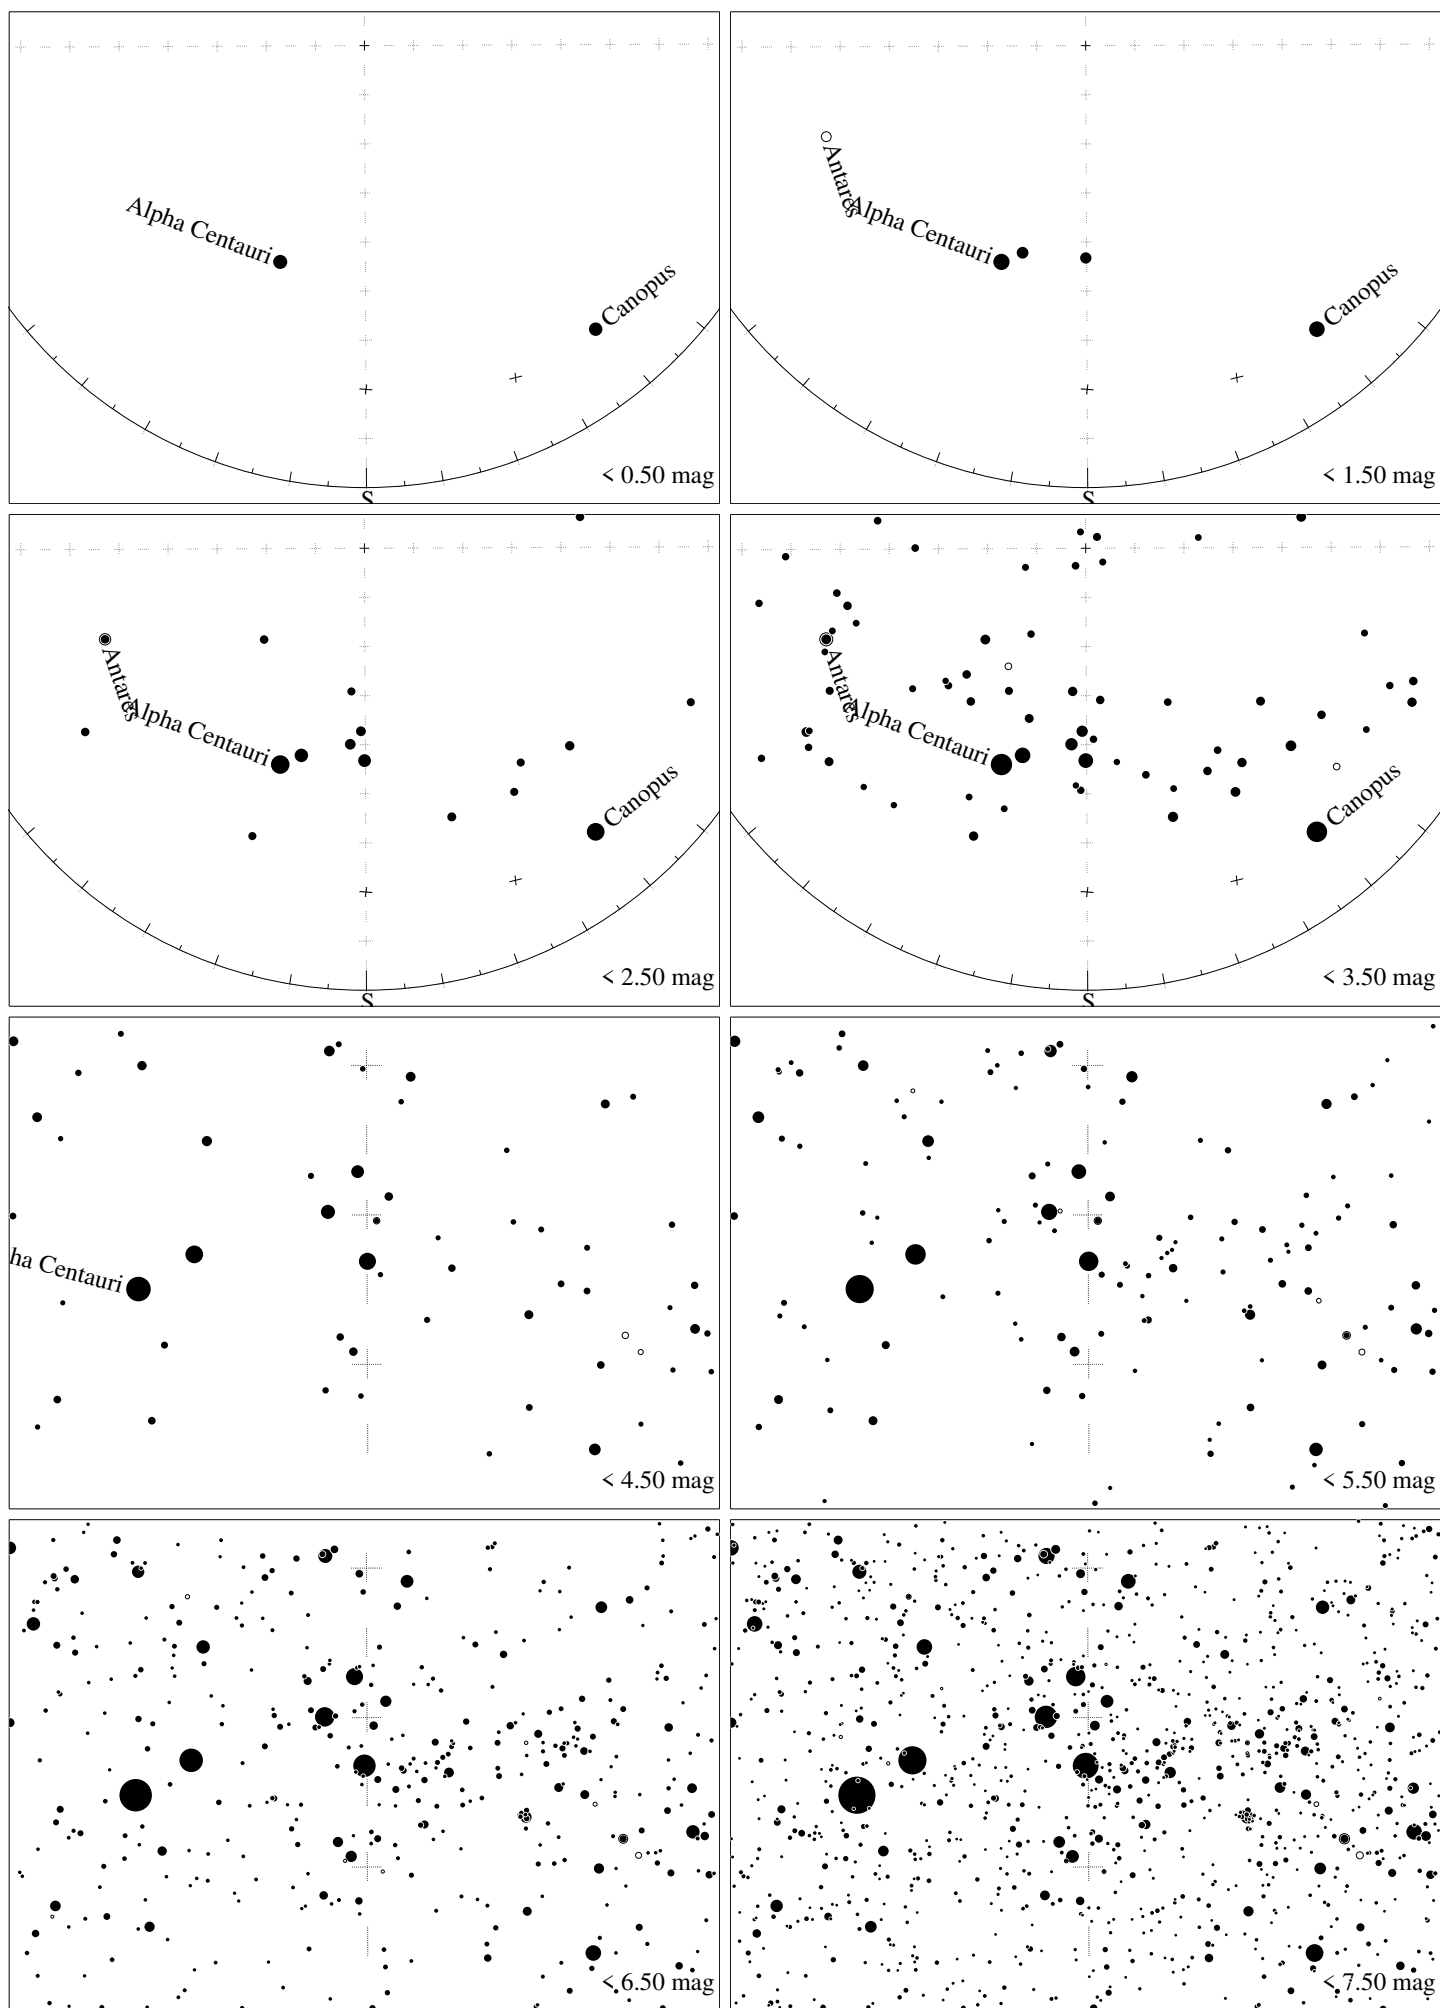 Alpha Centauri
Canopus
< 0.50 mag
S
Antares
Alpha Centauri
Canopus
< 1.50 mag
S
Antares
Alpha Centauri
Canopus
< 2.50 mag
S
Antares
Alpha Centauri
Canopus
< 3.50 mag
S
ha Centauri
< 4.50 mag
< 5.50 mag
< 6.50 mag
< 7.50 mag